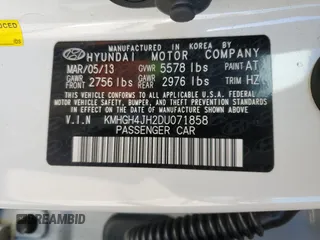 MANUFACTURED IN KOREA BY
HYUNDAI MOTOR COMPANY
MAR/05/13 GVWR 5578 lbs PAINT AT
GAWR FRONT 2756 lbs GAWR REAR 2976 lbs TRIM HZ
THIS VEHICLE CONFORMS TO ALL APPLICABLE
FEDERAL MOTOR VEHICLE SAFETY, BUMPER, AND
THEFT PREVENTION STANDARDS IN EFFECT ON
THE DATE OF MANUFACTURE SHOWN ABOVE.
V.I.N KMHGH4JH2DU071858
PASSENGER CAR
CARANDBID